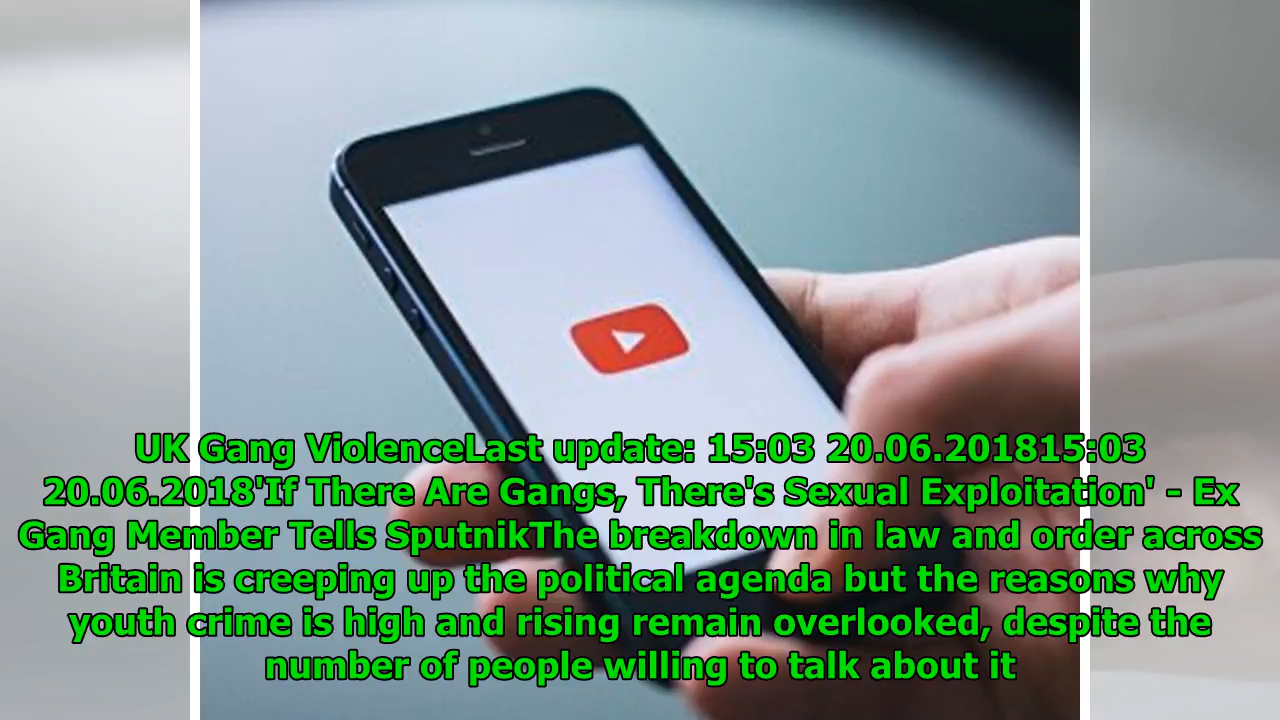 UK Gang ViolenceLast update: 15:03 20.06.201815:03
20.06.2018'If There Are Gangs, There's Sexual Exploitation' - Ex
Gang Member Tells SputnikThe breakdown in law and order across
Britain is creeping up the political agenda but the reasons why
youth crime is high and rising remain overlooked, despite the
number of people willing to talk about it